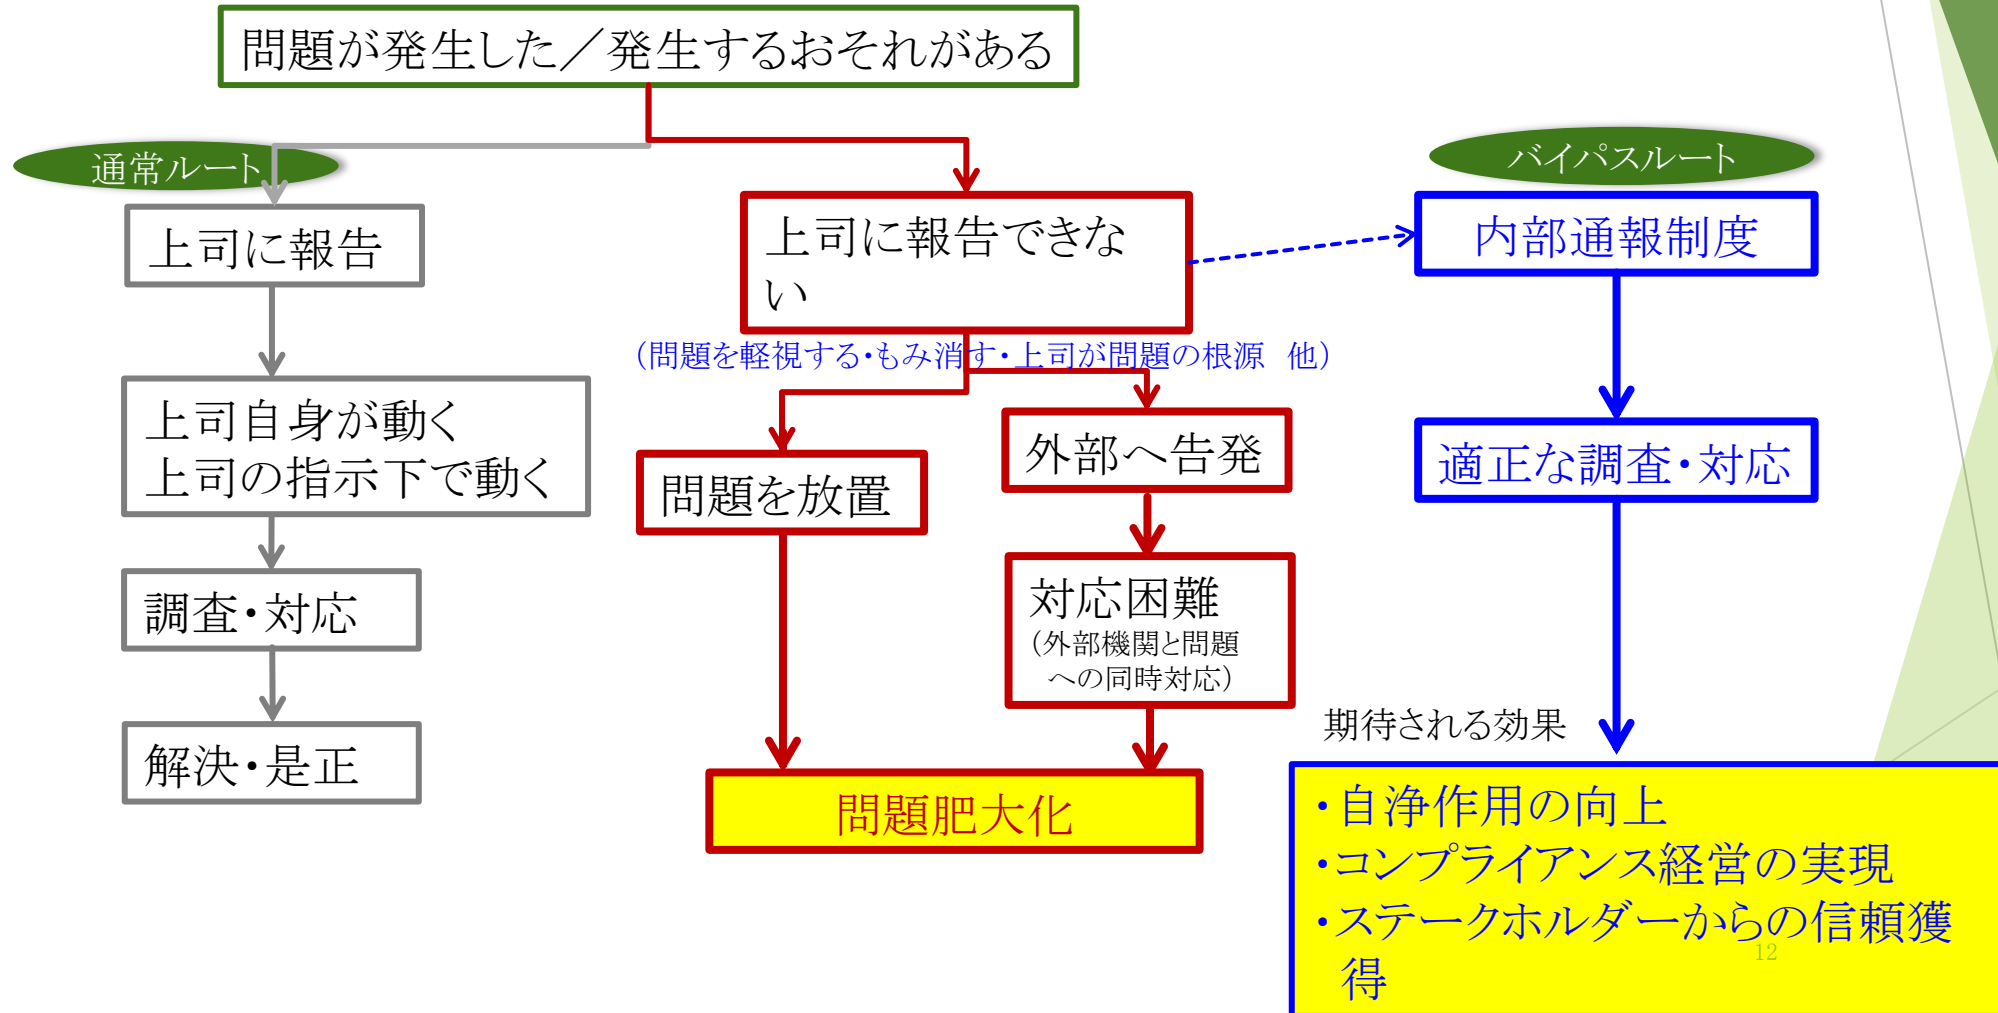 問題が発生した／発生するおそれがある
通常ルート
バイパスルート
上司に報告
上司に報告できな
い
内部通報制度
（問題を軽視する・もみ消す・上司が問題の根源　他）
上司自身が動く
上司の指示下で動く
問題を放置
外部へ告発
適正な調査・対応
調査・対応
対応困難
（外部機関と問題
への同時対応）
解決・是正
問題肥大化
期待される効果
・自浄作用の向上
・コンプライアンス経営の実現
・ステークホルダーからの信頼獲
得
12